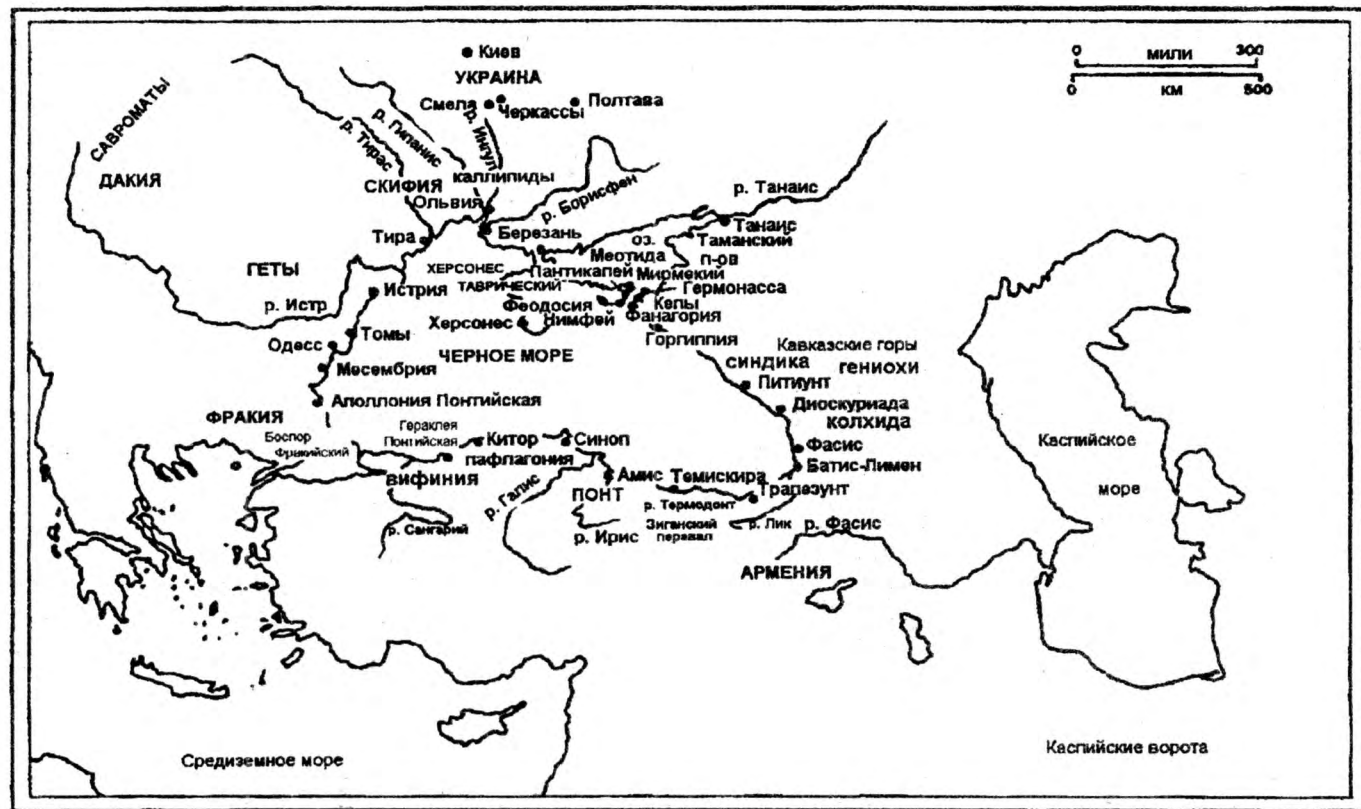 Киев
УКРАИНА
0 МИЛИ 300
0 КМ 500
Смела
Черкассы
Полтава
САВРОМАТЫ
р. Тирас
р. Гипанис
р. Ингул
ДАКИЯ
каллипиды
СКИФИЯ
Ольвия
р. Борисфен
р. Танаис
Тира
Березань
Танаис
оз.
Меотида
Таманский
п-ов
ГЕТЫ
ХЕРСОНЕС
ТАВРИЧЕСКИЙ
Пантикапей
Мирмекий
р. Истр
Истрия
Гермонасса
Феодосия
Кепы
Херсонес
Нимфей
Фанагория
Томы
Одесс
Горгиппия
ЧЕРНОЕ МОРЕ
Кавказские горы
СИНДИКА
ГЕНИОХИ
Месембрия
Питиунт
Аполлония Понтийская
Диоскуриада
КОЛХИДА
ФРАКИЯ
Боспор
Фракийский
Гераклея
Понтийская
Китор
Синоп
Фасис
Каспийское
море
пафлагония
Батис-Лимен
ВИФИНИЯ
Амис
Темискира
Трапезунт
р. Галис
ПОНТ
р. Термодонт
р. Сангарий
р. Ирис
Зиганский
перевал
р. Лик
р. Фасис
АРМЕНИЯ
Средиземное море
Каспийские ворота